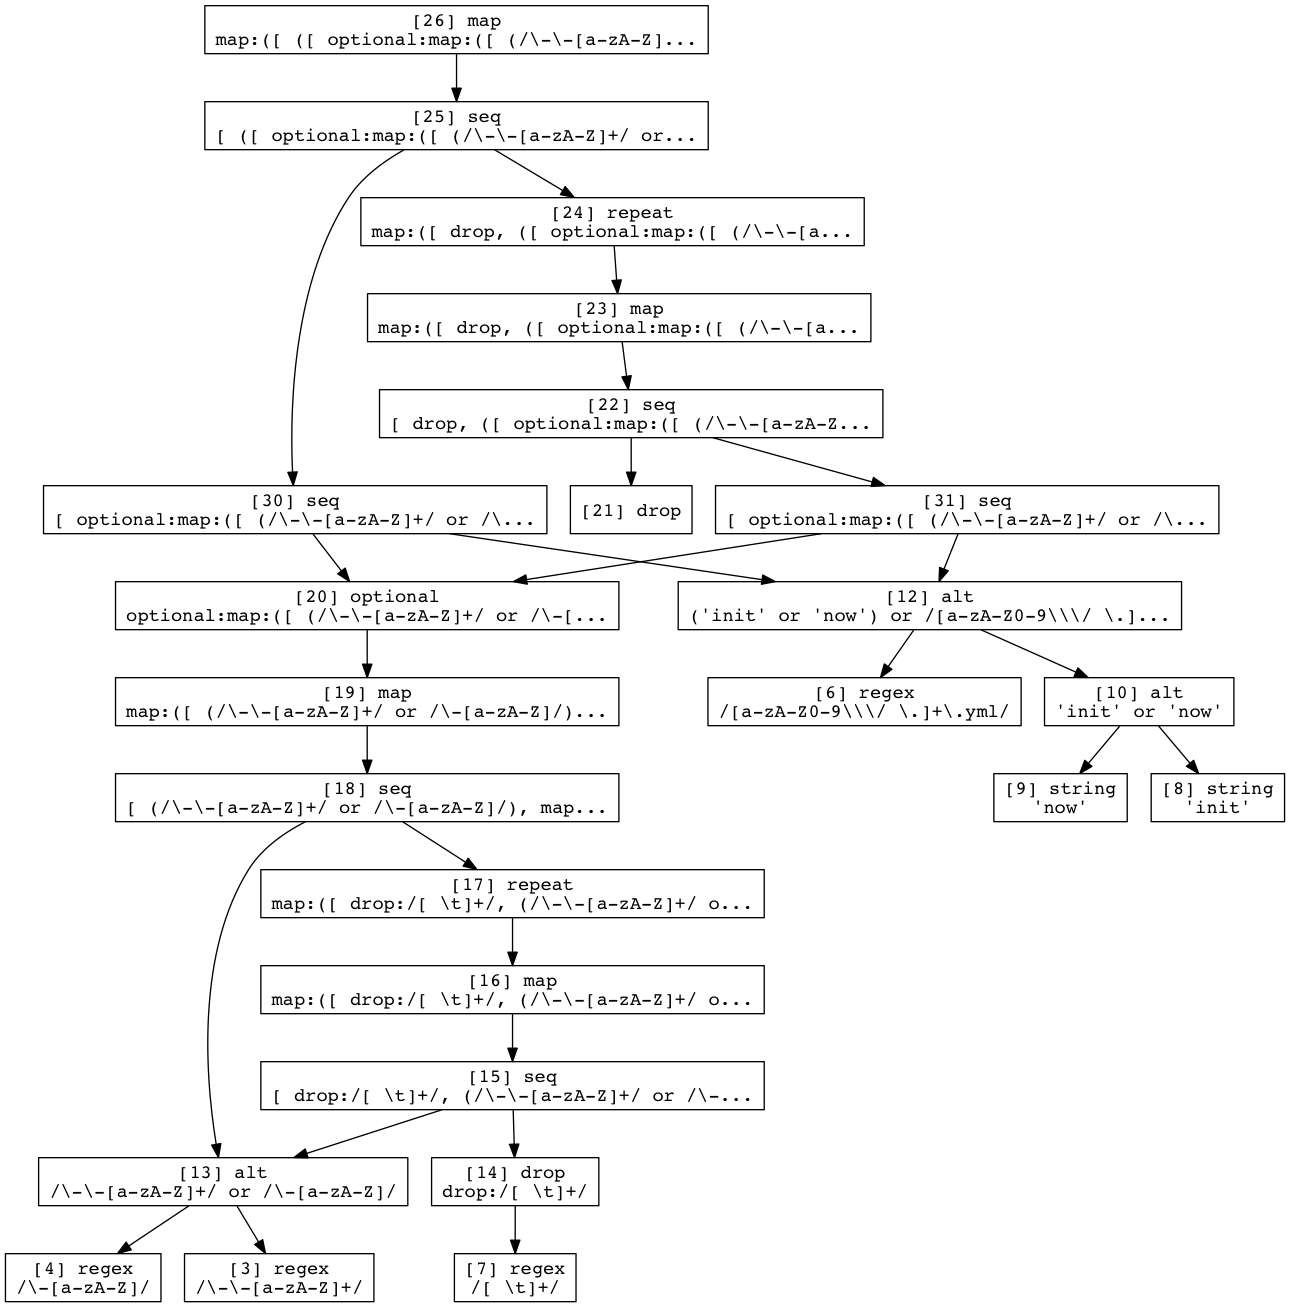 [26] map
map:([ ([ optional:map:([ (/\-\-[a-zA-Z]...
[25] seq
[ ([ optional:map:([ (/\-\-[a-zA-Z]+/ or...
[24] repeat
map:([ drop, ([ optional:map:([ (/\-\-[a...
[23] map
map:([ drop, ([ optional:map:([ (/\-\-[a...
[22] seq
[ drop, ([ optional:map:([ (/\-\-[a-zA-Z...
[30] seq
[ optional:map:([ (/\-\-[a-zA-Z]+/ or /\...
[21] drop
[31] seq
[ optional:map:([ (/\-\-[a-zA-Z]+/ or /\...
[20] optional
optional:map:([ (/\-\-[a-zA-Z]+/ or /\-[...
[12] alt
('init' or 'now') or /[a-zA-Z0-9\\\/ \.]...
[19] map
map:([ (/\-\-[a-zA-Z]+/ or /\-[a-zA-Z]/)...
[6] regex
/[a-zA-Z0-9\\\/ \.]+\.yml/
[10] alt
'init' or 'now'
[18] seq
[ (/\-\-[a-zA-Z]+/ or /\-[a-zA-Z]/), map...
[9] string
'now'
[8] string
'init'
[17] repeat
map:([ drop:/[ \t]+/, (/\-\-[a-zA-Z]+/ o...
[16] map
map:([ drop:/[ \t]+/, (/\-\-[a-zA-Z]+/ o...
[15] seq
[ drop:/[ \t]+/, (/\-\-[a-zA-Z]+/ or /\-...
[13] alt
/\-\-[a-zA-Z]+/ or /\-[a-zA-Z]/
[14] drop
drop:/[ \t]+/
[4] regex
/\-[a-zA-Z]/
[3] regex
/\-\-[a-zA-Z]+/
[7] regex
/[ \t]+/